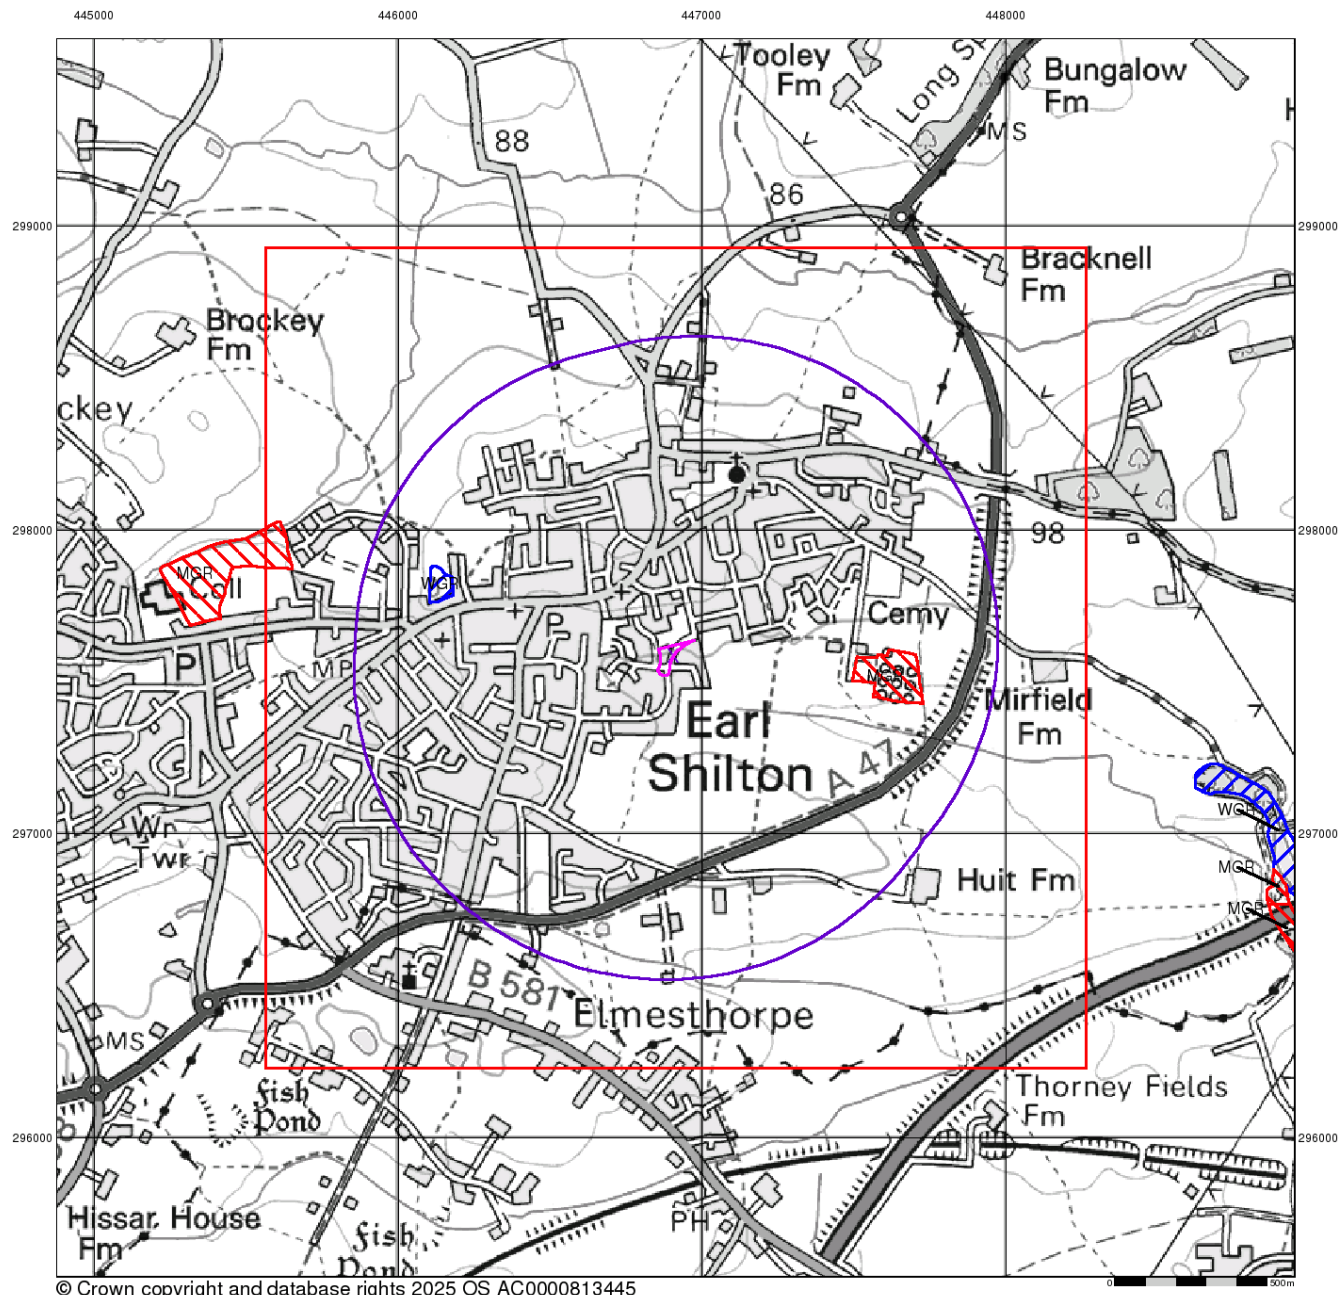 445000
446000
447000
448000
Tooley
Fm
Long Sp
Bungalow
Fm
H
MS
88
86
299000
299000
Bracknell
Fm
Brockey
Fm
ckey
298000
298000
98
MGR
Coll
WGR
Cemy
P
P
MP
MGR
Mirfield
Fm
Earl
Shilton
A 47
WGR
297000
297000
Wr
Twr
MGR
Huit Fm
MGR
B 581
Elmesthorpe
MS
Fish
Pond
Thorney Fields
Fm
296000
296000
Hissar House
Fm
PH
Fish
Pond
© Crown copyright and database rights 2025 OS AC0000813445
0
500m